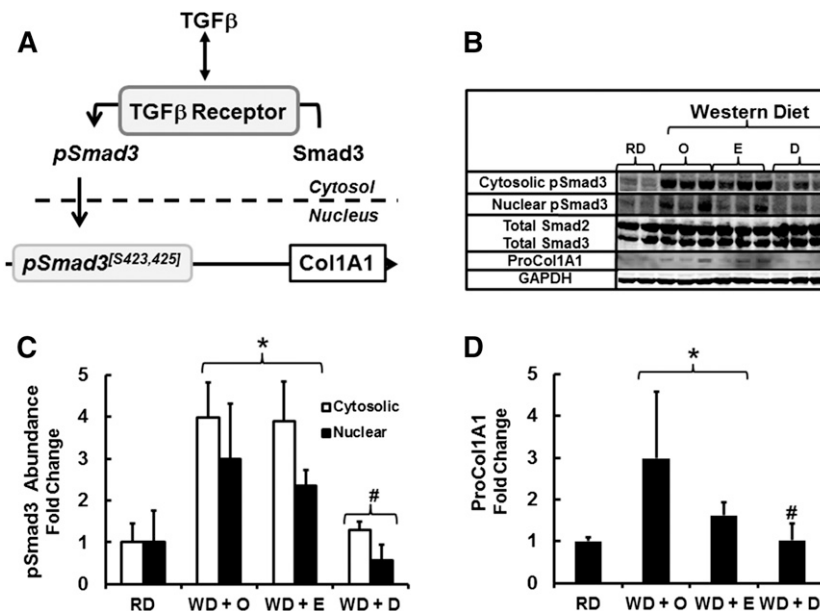 A
TGFβ
TGFβ Receptor
pSmad3
Smad3
Cytosol
Nucleus
pSmad3[S423,425]
Col1A1
B
Western Diet
RD
O
E
D
Cytosolic pSmad3
Nuclear pSmad3
Total Smad2
Total Smad3
ProCol1A1
GAPDH
C
pSmad3 Abundance
Fold Change
5
4
3
2
1
0
*
Cytosolic
Nuclear
#
RD
WD + O
WD + E
WD + D
D
ProCol1A1
Fold Change
5
4
3
2
1
0
*
#
RD
WD + O
WD + E
WD + D